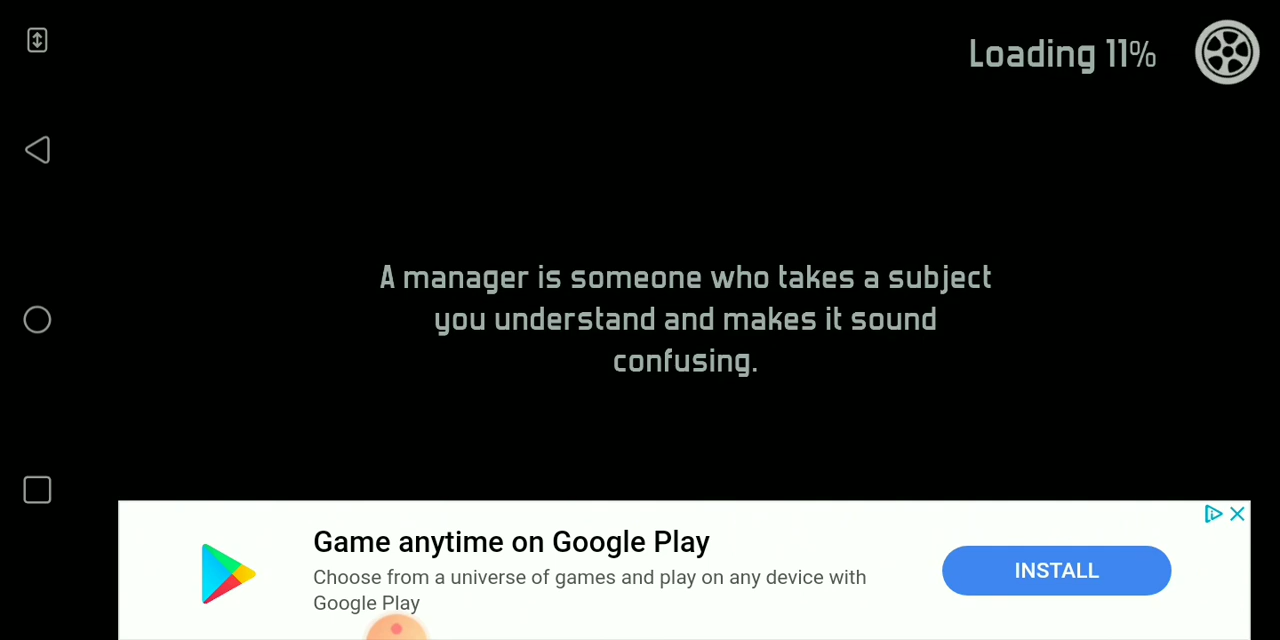 Loading 11%
A manager is someone who takes a subject
you understand and makes it sound
confusing.
Game anytime on Google Play
Choose from a universe of games and play on any device with
Google Play
INSTALL